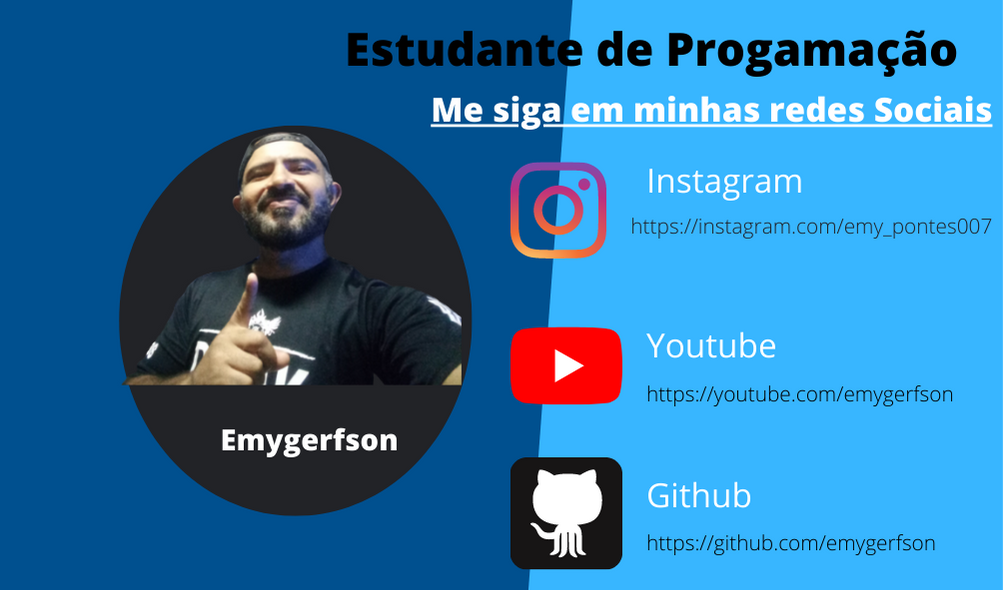 Estudante de Progamação
Me siga em minhas redes Sociais
Instagram
https://instagram.com/emy_pontes007
Youtube
https://youtube.com/emygerfson
Emygerfson
Github
https://github.com/emygerfson